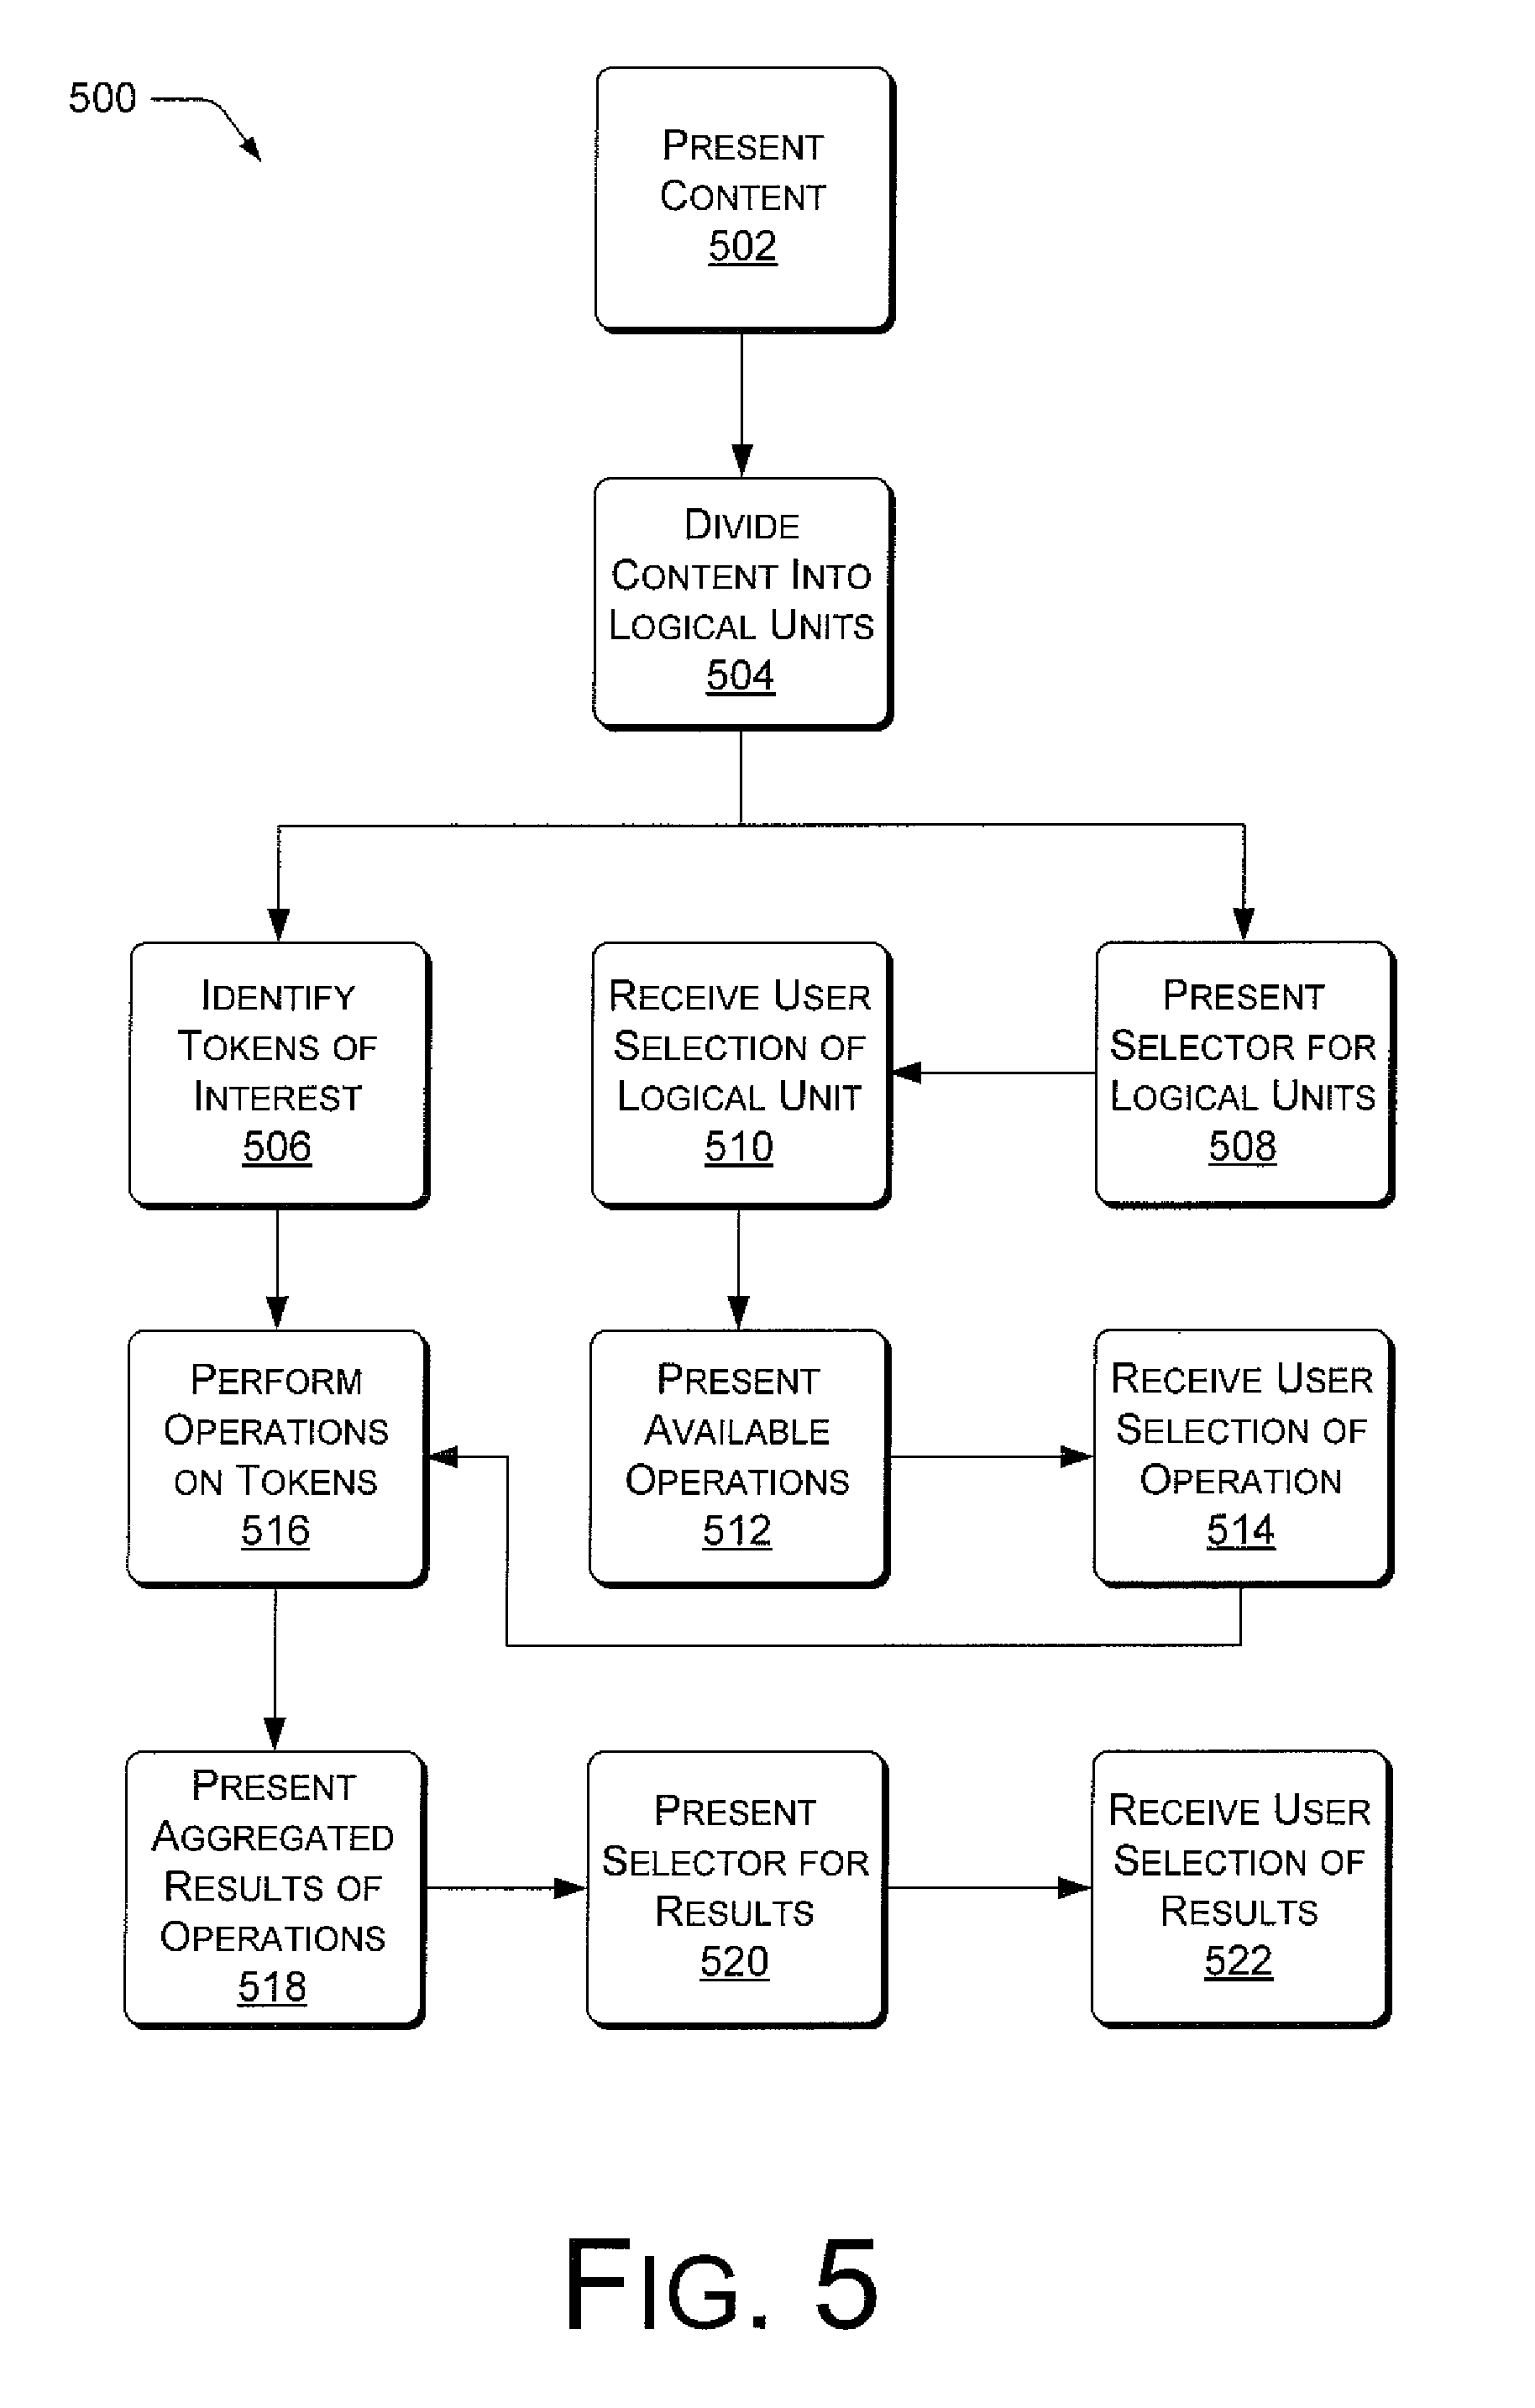 500
PRESENT
CONTENT
502
DIVIDE
CONTENT INTO
LOGICAL UNITS
504
IDENTIFY
TOKENS OF
INTEREST
506
RECEIVE USER
SELECTION OF
LOGICAL UNIT
510
PRESENT
SELECTOR FOR
LOGICAL UNITS
508
PERFORM
OPERATIONS
ON TOKENS
516
PRESENT
AVAILABLE
OPERATIONS
512
RECEIVE USER
SELECTION OF
OPERATION
514
PRESENT
AGGREGATED
RESULTS OF
OPERATIONS
518
PRESENT
SELECTOR FOR
RESULTS
520
RECEIVE USER
SELECTION OF
RESULTS
522
FIG. 5